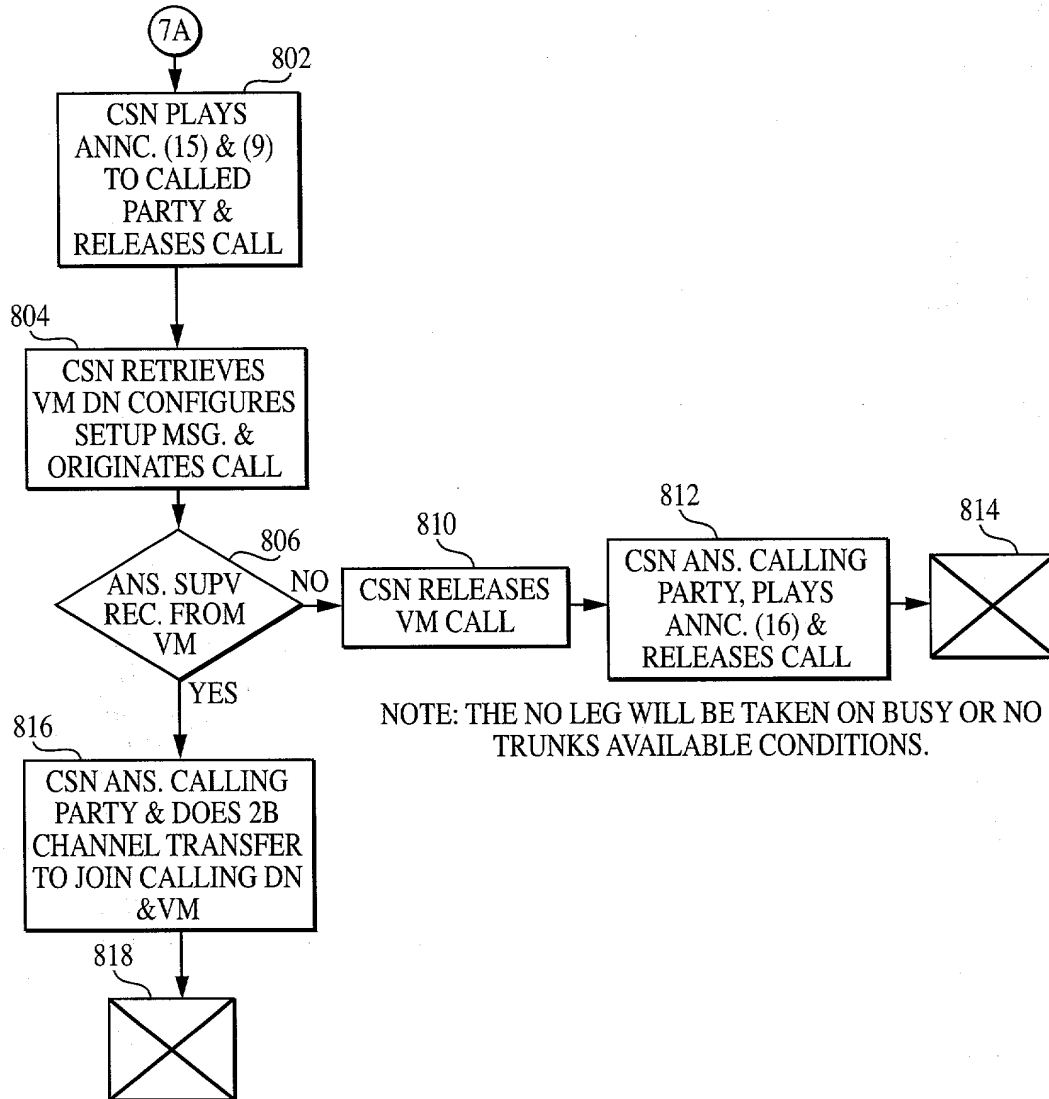 7A
802
CSN PLAYS
ANNC. (15) & (9)
TO CALLED
PARTY &
RELEASES CALL
804
CSN RETRIEVES
VM DN CONFIGURES
SETUP MSG. &
ORIGINATES CALL
806
ANS. SUPV
REC. FROM
VM
NO
YES
810
CSN RELEASES
VM CALL
812
CSN ANS. CALLING
PARTY, PLAYS
ANNC. (16) &
RELEASES CALL
814
NOTE: THE NO LEG WILL BE TAKEN ON BUSY OR NO
TRUNKS AVAILABLE CONDITIONS.
816
CSN ANS. CALLING
PARTY & DOES 2B
CHANNEL TRANSFER
TO JOIN CALLING DN
&VM
818